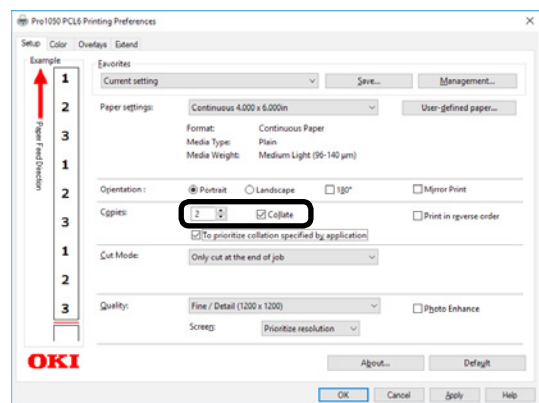 Pro1050 PCL6 Printing Preferences
Setup Color Overlays Extend
Example
1
2
3
1
2
3
1
2
3
Paper Feed Direction
OKI
Favorites
Current setting Save... Management...
Paper settings: Continuous 4.000 x 6.000in User-defined paper...
Format: Continuous Paper
Media Type: Plain
Media Weight: Medium Light (96-140 µm)
Orientation : Portrait Landscape 180° Mirror Print
Copies: 2 Collate Print in reverse order
To prioritize collation specified by application
Cut Mode: Only cut at the end of job
Quality: Fine / Detail (1200 x 1200) Photo Enhance
Screen: Prioritize resolution
About... Default
OK Cancel Apply Help